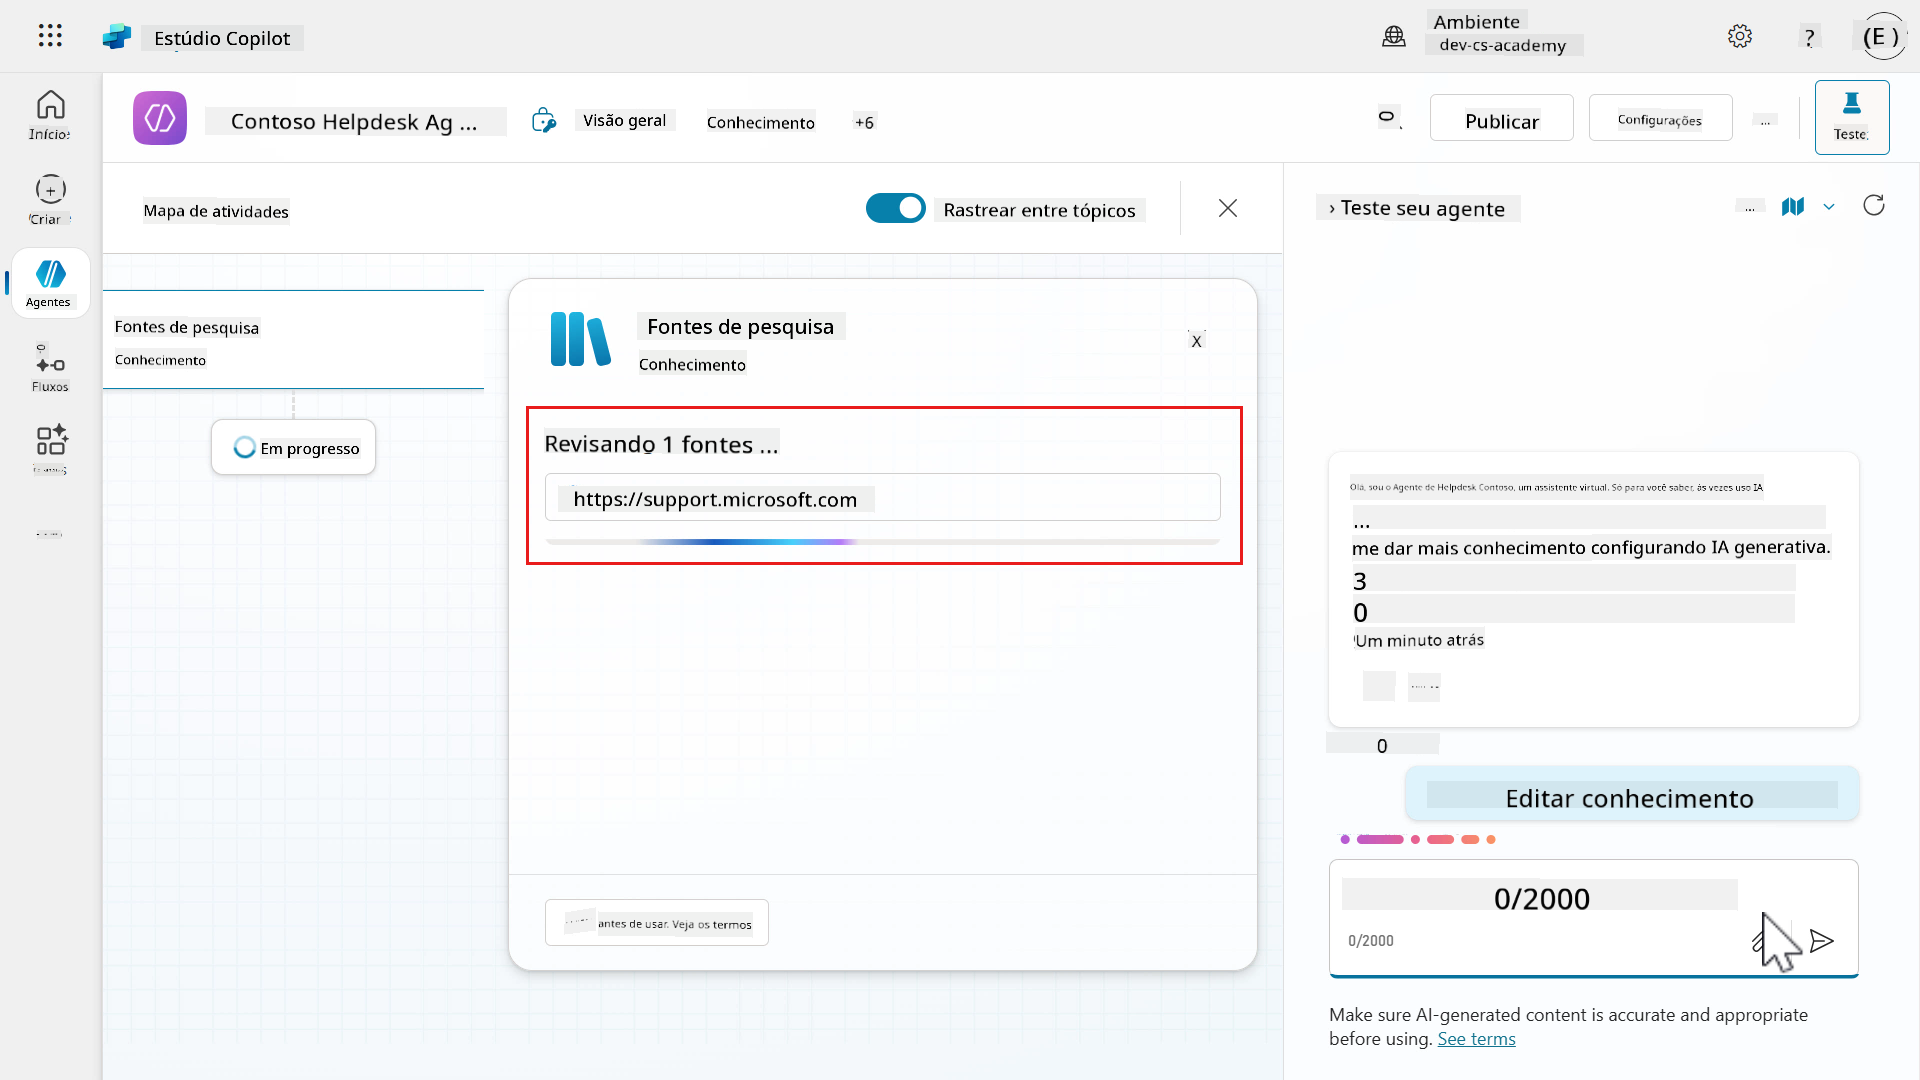 Estúdio Copilot
Ambiente
dev-cs-academy
?
(E )
Início
Criar
Agentes
Fluxos
Contoso Helpdesk Ag ...
Visão geral
Conhecimento
+6
Publicar
Configurações
...
Teste
Mapa de atividades
Rastrear entre tópicos
Fontes de pesquisa
Conhecimento
Em progresso
Fontes de pesquisa
Conhecimento
X
Revisando 1 fontes ...
https://support.microsoft.com
antes de usar. Veja os termos
› Teste seu agente
...
Olá, sou o Agente de Helpdesk Contoso, um assistente virtual. Só para você saber, às vezes uso IA
...
me dar mais conhecimento configurando IA generativa.
3
0
Um minuto atrás
0
Editar conhecimento
0/2000
0/2000
Make sure AI-generated content is accurate and appropriate
before using. See terms